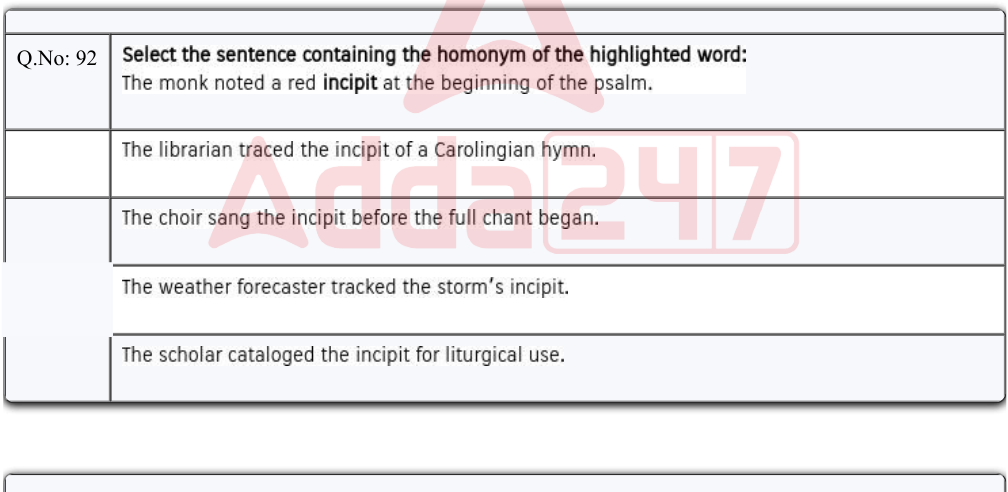 Q.No: 92
Select the sentence containing the homonym of the highlighted word:
The monk noted a red incipit at the beginning of the psalm.
The librarian traced the incipit of a Carolingian hymn.
The choir sang the incipit before the full chant began.
The weather forecaster tracked the storm's incipit.
The scholar cataloged the incipit for liturgical use.
Adda247